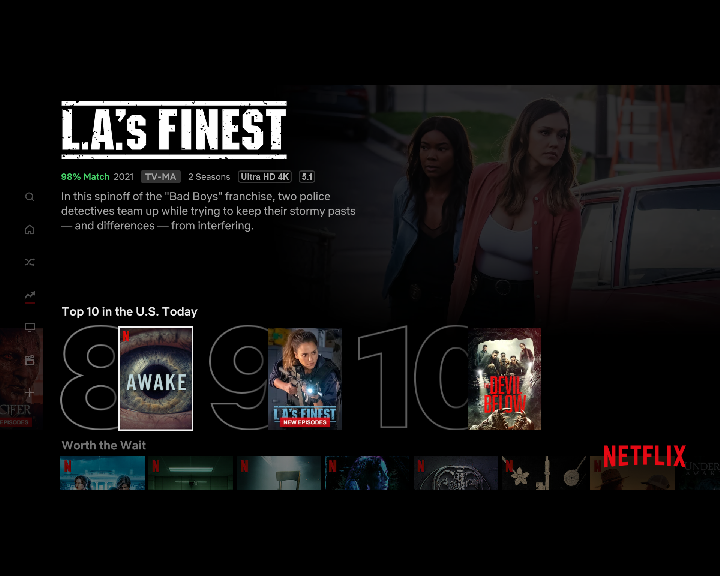 L.A.'s FINEST
98% Match 2021 TV-MA 2 Seasons Ultra HD 4K 5.1
In this spinoff of the "Bad Boys" franchise, two police
detectives team up while trying to keep their stormy pasts
— and differences — from interfering.
Top 10 in the U.S. Today
8
N
AWAKE
9
L.A.'s FINEST
NEW EPISODES
10
DEVIL
BELOW
IFER
EPISODES
Worth the Wait
NETFLIX
N
N
N
N
N
N
N
UNDER